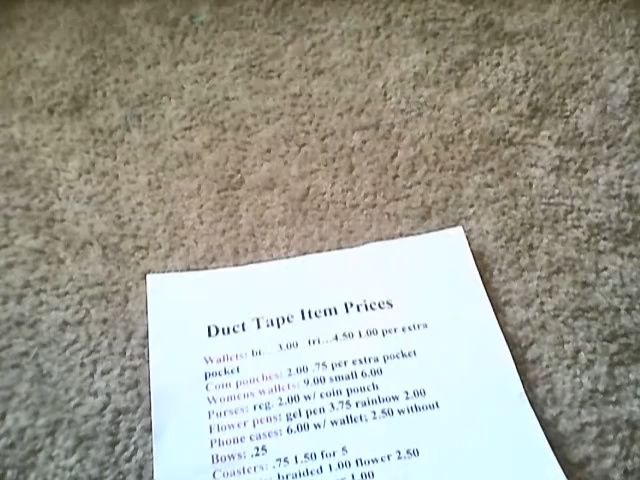 Duct Tape Item Prices
Wallets: bi... 3.00 tri...4.50 1.00 per extra
pocket
Coin pouches: 2.00 .75 per extra pocket
Womens wallets: 9.00 small 6.00
Purses: reg. 2.00 w/ coin pouch
Flower pens: gel pen 3.75 rainbow 2.00
Phone cases: 6.00 w/ wallet; 2.50 without
Bows: .25
Coasters: .75 1.50 for 5
braided 1.00 flower 2.50
1.00